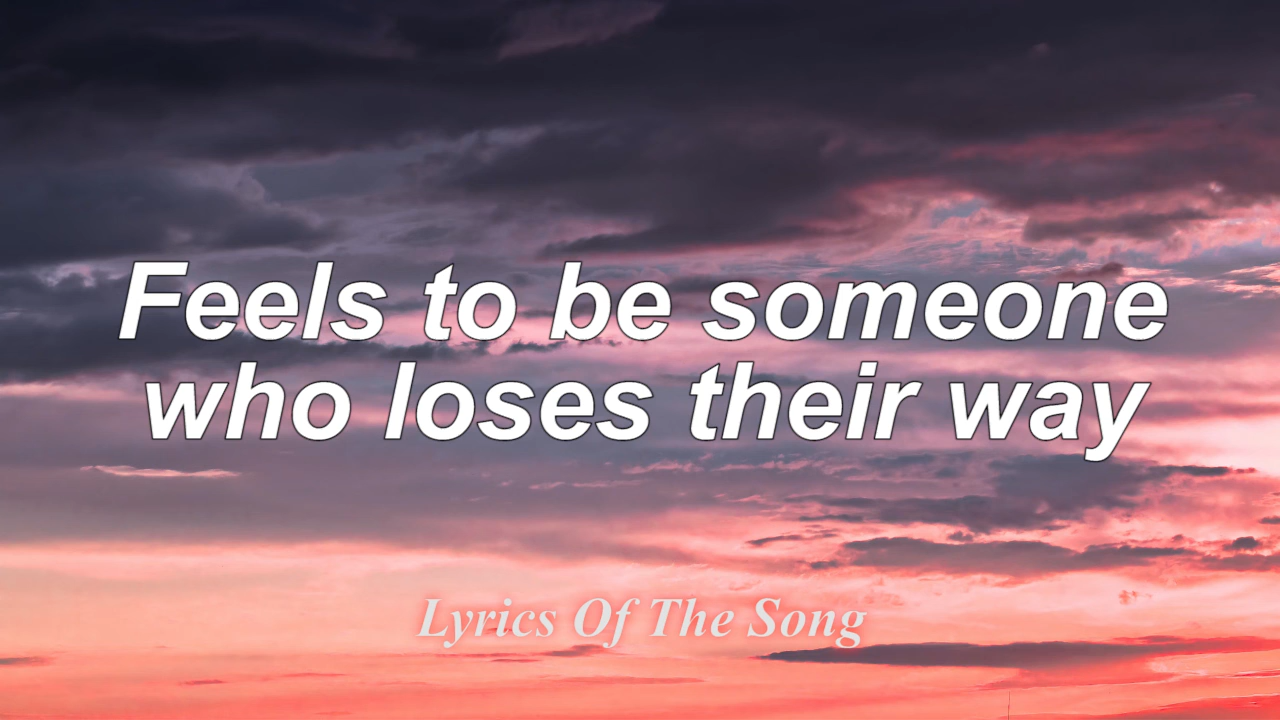 Feels to be someone
who loses their way
Lyrics Of The Song